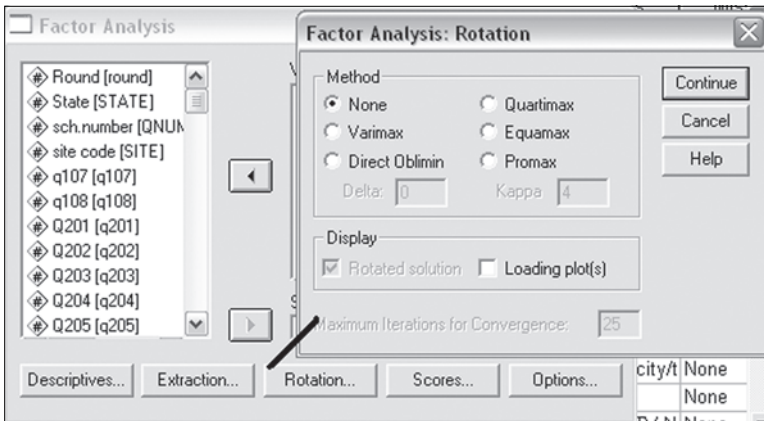 Factor Analysis
Round [round]
State [STATE]
sch.number [QNUM
site code [SITE]
q107 [q107]
q108 [q108]
Q201 [q201]
Q202 [q202]
Q203 [q203]
Q204 [q204]
Q205 [q205]
Descriptives...
Extraction...
Rotation...
Scores...
Options...
Factor Analysis: Rotation
Method
None
Quartimax
Varimax
Equamax
Direct Oblimin
Promax
Delta: 0
Kappa 4
Display
Rotated solution
Loading plot(s)
Maximum Iterations for Convergence: 25
Continue
Cancel
Help
city/t None
None